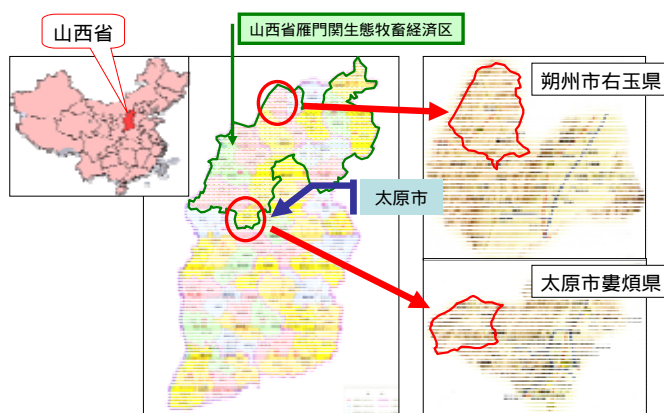 山西省
山西省雁門関生態牧畜経済区
朔州市右玉県
太原市
太原市婁煩県